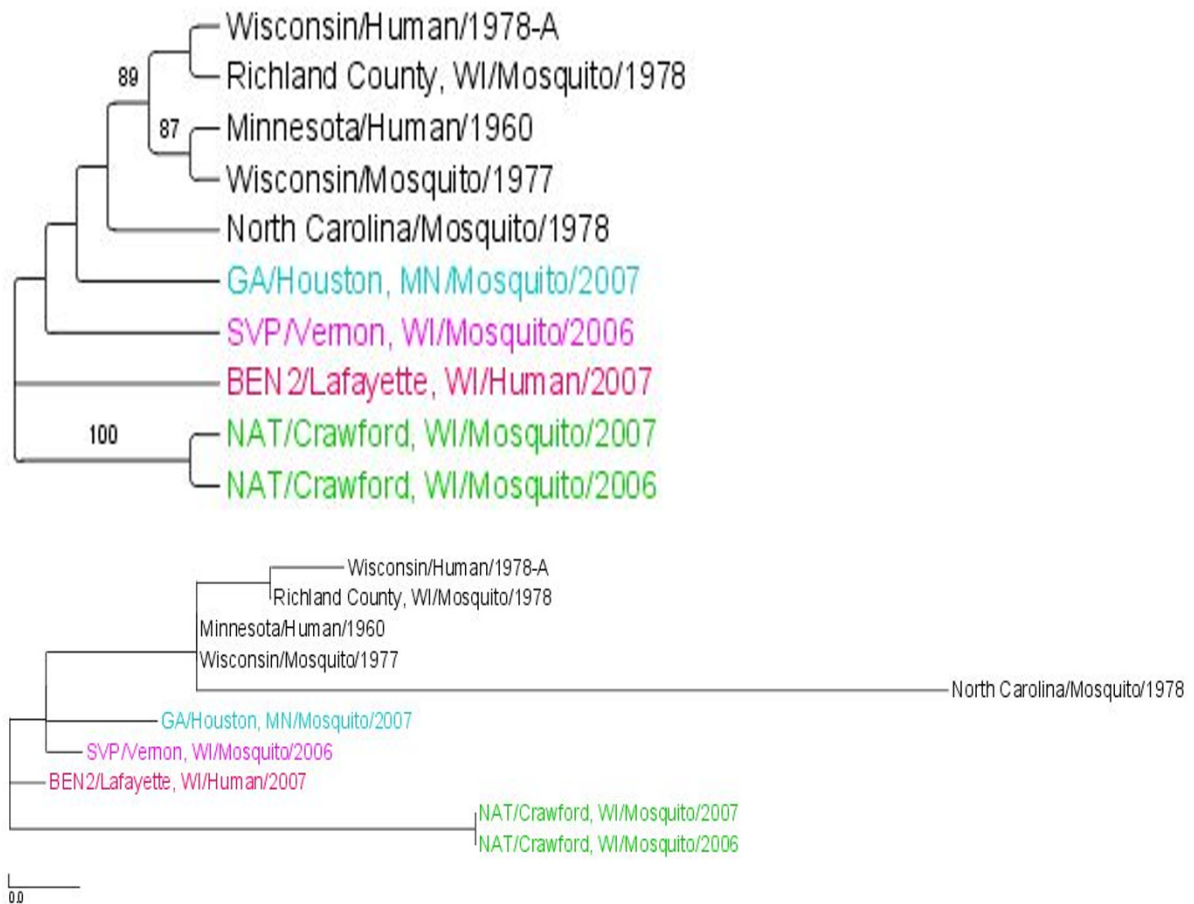 Wisconsin/Human/1978-A
89
Richland County, WI/Mosquito/1978
87
Minnesota/Human/1960
Wisconsin/Mosquito/1977
North Carolina/Mosquito/1978
GA/Houston, MN/Mosquito/2007
SVP/Vernon, WI/Mosquito/2006
BEN2/Lafayette, WI/Human/2007
100
NAT/Crawford, WI/Mosquito/2007
NAT/Crawford, WI/Mosquito/2006
Wisconsin/Human/1978-A
Richland County, WI/Mosquito/1978
Minnesota/Human/1960
Wisconsin/Mosquito/1977
North Carolina/Mosquito/1978
GA/Houston, MN/Mosquito/2007
SVP/Vernon, WI/Mosquito/2006
BEN2/Lafayette, WI/Human/2007
NAT/Crawford, WI/Mosquito/2007
NAT/Crawford, WI/Mosquito/2006
0.0